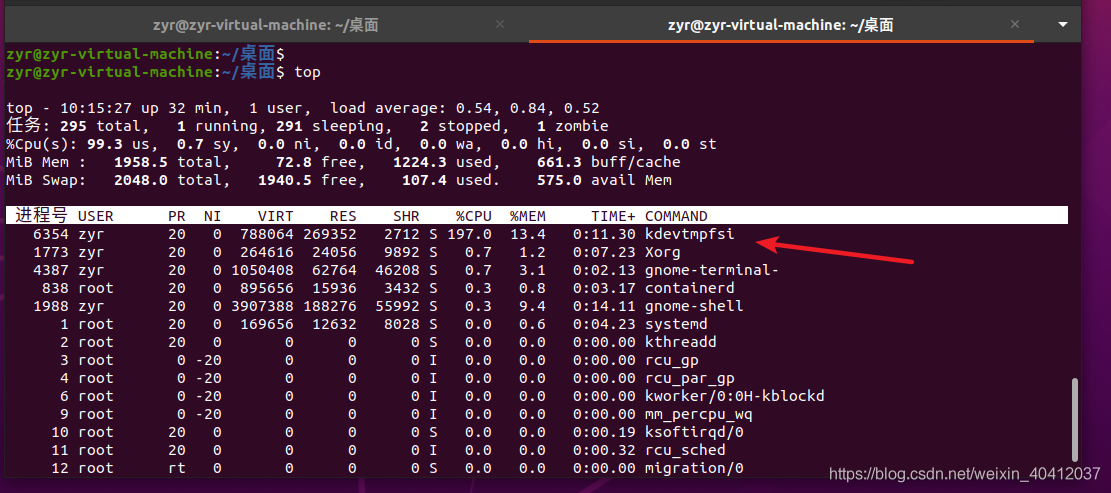 zyr@zyr-virtual-machine: ~/桌面 × zyr@zyr-virtual-machine: ~/桌面 ×
zyr@zyr-virtual-machine:~/桌面$
zyr@zyr-virtual-machine:~/桌面$ top
top - 10:15:27 up 32 min,  1 user,  load average: 0.54, 0.84, 0.52
任务: 295 total,   1 running, 291 sleeping,   2 stopped,   1 zombie
%Cpu(s): 99.3 us,  0.7 sy,  0.0 ni,  0.0 id,  0.0 wa,  0.0 hi,  0.0 si,  0.0 st
MiB Mem :   1958.5 total,     72.8 free,   1224.3 used,    661.3 buff/cache
MiB Swap:   2048.0 total,   1940.5 free,    107.4 used.    575.0 avail Mem
进程号 USER      PR  NI    VIRT    RES    SHR    %CPU  %MEM     TIME+ COMMAND
6354 zyr       20   0  788064 269352   2712 S 197.0  13.4   0:11.30 kdevtmpfsi
1773 zyr       20   0  264616  24056   9892 S   0.7   1.2   0:07.23 Xorg
4387 zyr       20   0 1050408  62764  46208 S   0.7   3.1   0:02.13 gnome-terminal-
838 root      20   0  895656  15936   3432 S   0.3   0.8   0:03.17 containerd
1988 zyr       20   0 3907388 188276  55992 S   0.3   9.4   0:14.11 gnome-shell
1 root      20   0  169656  12632   8028 S   0.0   0.6   0:04.23 systemd
2 root      20   0       0      0      0 S   0.0   0.0   0:00.00 kthreadd
3 root       0 -20       0      0      0 I   0.0   0.0   0:00.00 rcu_gp
4 root       0 -20       0      0      0 I   0.0   0.0   0:00.00 rcu_par_gp
6 root       0 -20       0      0      0 I   0.0   0.0   0:00.00 kworker/0:0H-kblockd
9 root       0 -20       0      0      0 I   0.0   0.0   0:00.00 mm_percpu_wq
10 root      20   0       0      0      0 S   0.0   0.0   0:00.19 ksoftirqd/0
11 root      20   0       0      0      0 I   0.0   0.0   0:00.32 rcu_sched
12 root      rt   0       0      0      0 S   0.0   0.0   0:00.00 migration/0
https://blog.csdn.net/weixin_40412037